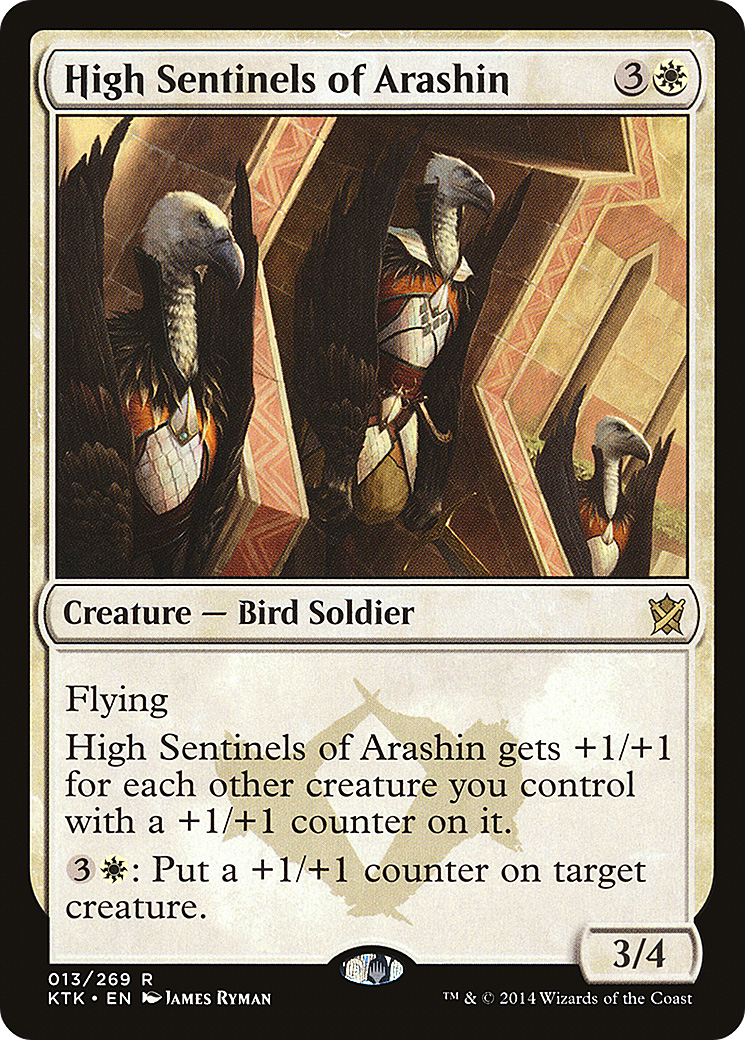 High Sentinels of Arashin 3
Creature — Bird Soldier
Flying
High Sentinels of Arashin gets +1/+1
for each other creature you control
with a +1/+1 counter on it.
3: Put a +1/+1 counter on target
creature.
3/4
013/269 R
KTK • EN James Ryman
™ & © 2014 Wizards of the Coast